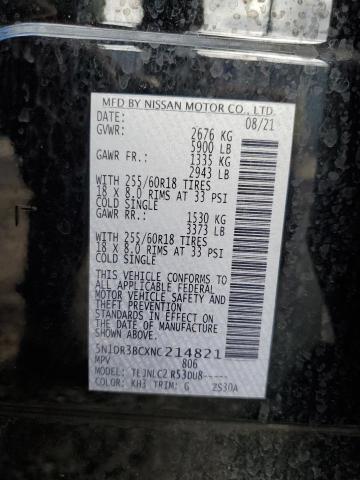 MFD BY NISSAN MOTOR CO., LTD.
DATE: 08/21
GVWR: 2676 KG
5900 LB
GAWR FR.: 1335 KG
2943 LB
WITH 255/60R18 TIRES
18 X 8.0 RIMS AT 33 PSI
COLD SINGLE
GAWR RR.: 1530 KG
3373 LB
WITH 255/60R18 TIRES
18 X 8.0 RIMS AT 33 PSI
COLD SINGLE
THIS VEHICLE CONFORMS TO
ALL APPLICABLE FEDERAL
MOTOR VEHICLE SAFETY AND
THEFT PREVENTION
STANDARDS IN EFFECT ON
THE DATE OF MANUFACTURE
SHOWN ABOVE.
5N1DR3BCXNC214821
MPV 806
MODEL: TEJNLC2 R53DU8-----
COLOR: KH3 TRIM: G 2S30A